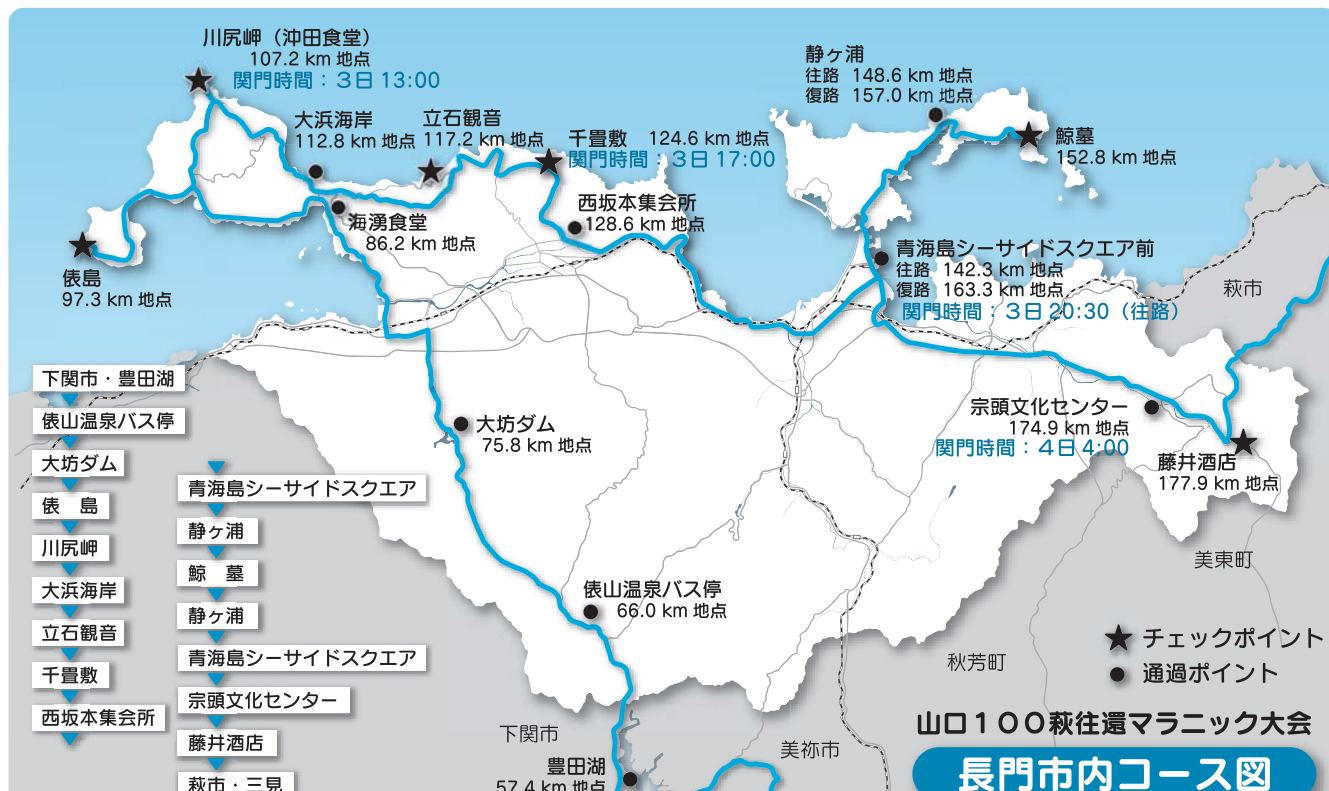 川尻岬（沖田食堂）
107.2 km 地点
関門時間：３日 13:00
大浜海岸
112.8 km 地点
立石観音
117.2 km 地点
千畳敷　124.6 km 地点
関門時間：３日 17:00
静ヶ浦
往路 148.6 km 地点
復路 157.0 km 地点
鯨墓
152.8 km 地点
西坂本集会所
128.6 km 地点
海湧食堂
86.2 km 地点
俵島
97.3 km 地点
青海島シーサイドスクエア前
往路 142.3 km 地点
復路 163.3 km 地点
関門時間：３日 20:30（往路）
萩市
宗頭文化センター
174.9 km 地点
関門時間：４日 4:00
藤井酒店
177.9 km 地点
大坊ダム
75.8 km 地点
俵山温泉バス停
66.0 km 地点
美東町
秋芳町
下関市
美祢市
豊田湖
57.4 km 地点
下関市・豊田湖
俵山温泉バス停
大坊ダム
俵　島
川尻岬
大浜海岸
立石観音
千畳敷
西坂本集会所
青海島シーサイドスクエア
静ヶ浦
鯨　墓
静ヶ浦
青海島シーサイドスクエア
宗頭文化センター
藤井酒店
萩市・三見
★ チェックポイント
● 通過ポイント
山口１００萩往還マラニック大会
長門市内コース図